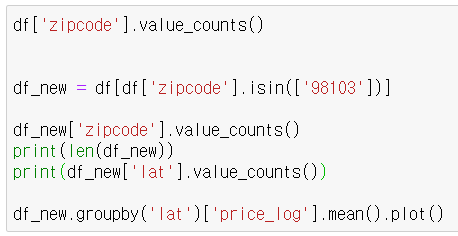 df['zipcode'].value_counts()
df_new = df[df['zipcode'].isin(['98103'])]
df_new['zipcode'].value_counts()
print(len(df_new))
print(df_new['lat'].value_counts())
df_new.groupby('lat')['price_log'].mean().plot()